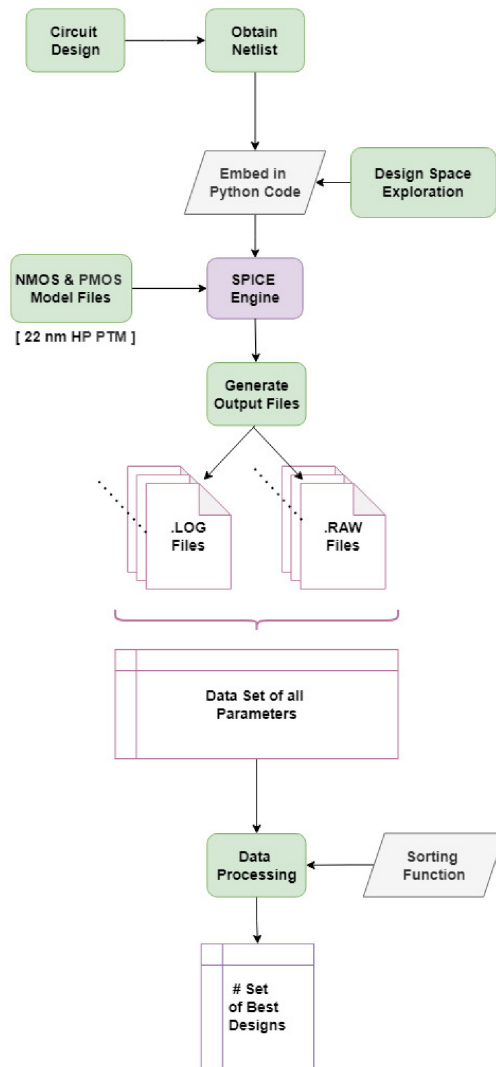 Circuit
Design
Obtain
Netlist
Embed in
Python Code
Design Space
Exploration
NMOS & PMOS
Model Files
[ 22 nm HP PTM ]
SPICE
Engine
Generate
Output Files
.LOG
Files
.RAW
Files
Data Set of all
Parameters
Data
Processing
Sorting
Function
# Set
of Best
Designs